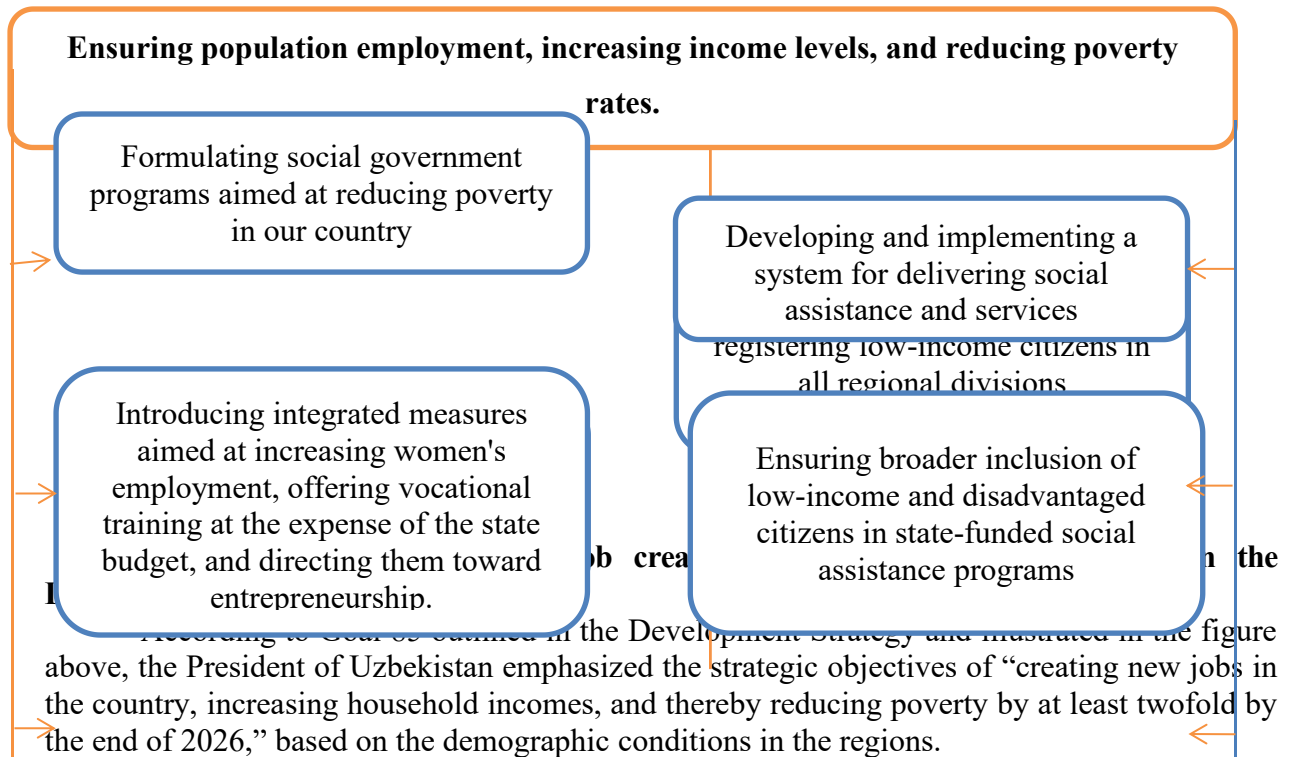 Ensuring population employment, increasing income levels, and reducing poverty
rates.
Formulating social government
programs aimed at reducing poverty
in our country
Developing and implementing a
system for delivering social
assistance and services
registering low-income citizens in
all regional divisions
Introducing integrated measures
aimed at increasing women's
employment, offering vocational
training at the expense of the state
budget, and directing them toward
entrepreneurship.
Ensuring broader inclusion of
low-income and disadvantaged
citizens in state-funded social
assistance programs
the
According to Goal 85 outlined in the Development Strategy and illustrated in the figure
above, the President of Uzbekistan emphasized the strategic objectives of “creating new jobs in
the country, increasing household incomes, and thereby reducing poverty by at least twofold by
the end of 2026,” based on the demographic conditions in the regions.